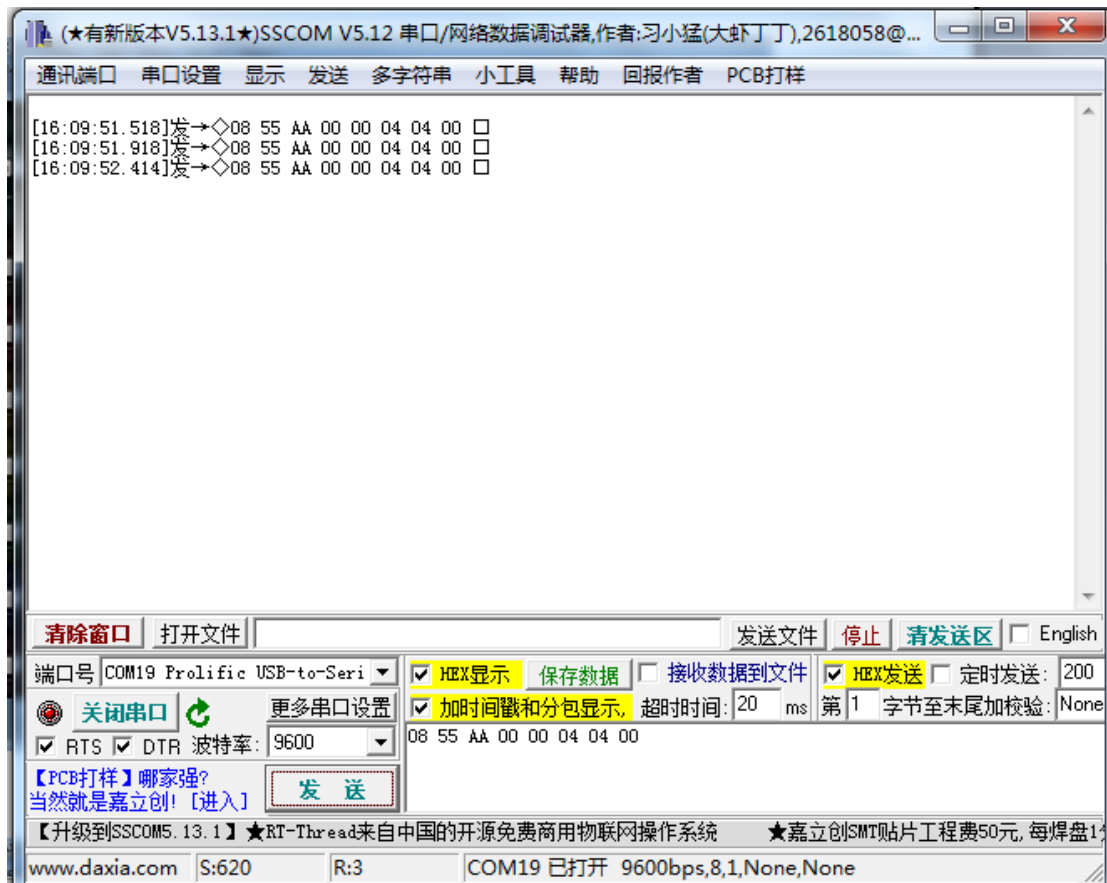 (★有新版本V5.13.1★)SSCOM V5.12 串口/网络数据调试器,作者:习小猛(大虾丁丁),2618058@...
通讯端口 串口设置 显示 发送 多字符串 小工具 帮助 回报作者 PCB打样
[16:09:51.518]发→◇08 55 AA 00 00 04 04 00 □
[16:09:51.918]发→◇08 55 AA 00 00 04 04 00 □
[16:09:52.414]发→◇08 55 AA 00 00 04 04 00 □
清除窗口 打开文件 发送文件 停止 清发送区 English
端口号 COM19 Prolific USB-to-Seri HEX显示 保存数据 接收数据到文件 HEX发送 定时发送: 200
关闭串口 更多串口设置 加时间戳和分包显示, 超时时间: 20 ms 第 1 字节至末尾加校验: None
RTS DTR 波特率: 9600
08 55 AA 00 00 04 04 00
【PCB打样】哪家强?
当然就是嘉立创! [进入]
发 送
【升级到SSCOM5.13.1】★RT-Thread来自中国的开源免费商用物联网操作系统 ★嘉立创SMT贴片工程费50元,每焊盘1
www.daxia.com S:620 R:3 COM19 已打开 9600bps,8,1,None,None